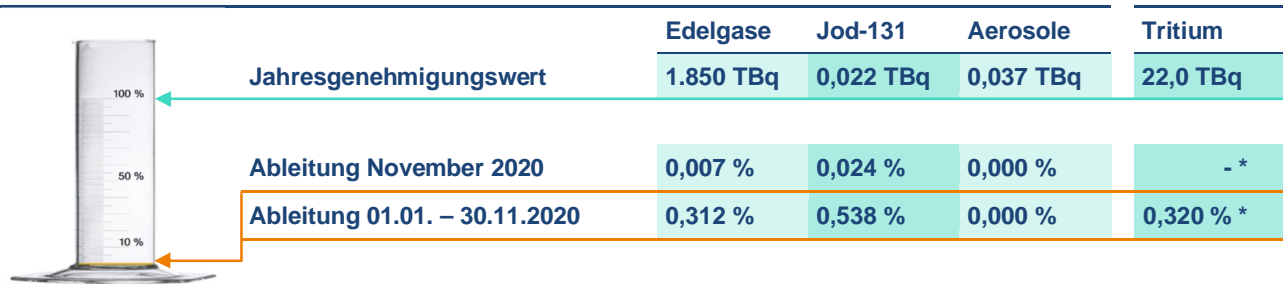 Edelgase Jod-131 Aerosole Tritium
Jahresgenehmigungswert 1.850 TBq 0,022 TBq 0,037 TBq 22,0 TBq
100 %
Ableitung November 2020 0,007 % 0,024 % 0,000 % - *
50 %
Ableitung 01.01. – 30.11.2020 0,312 % 0,538 % 0,000 % 0,320 % *
10 %